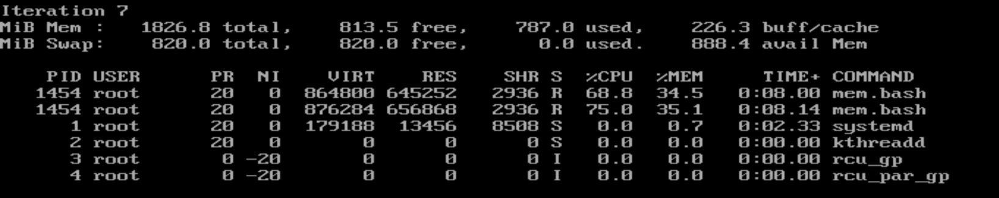 Iteration 7
MiB Mem :   1826.8 total,    813.5 free,    787.0 used,    226.3 buff/cache
MiB Swap:    820.0 total,    820.0 free,      0.0 used.    888.4 avail Mem
    PID USER      PR  NI    VIRT    RES    SHR S  %CPU  %MEM     TIME+ COMMAND
   1454 root      20   0  864800 645252   2936 R  68.8  34.5   0:08.00 mem.bash
   1454 root      20   0  876284 656868   2936 R  75.0  35.1   0:08.14 mem.bash
      1 root      20   0  179188  13456   8508 S   0.0   0.7   0:02.33 systemd
      2 root      20   0       0      0      0 S   0.0   0.0   0:00.00 kthreadd
      3 root       0 -20       0      0      0 I   0.0   0.0   0:00.00 rcu_gp
      4 root       0 -20       0      0      0 I   0.0   0.0   0:00.00 rcu_par_gp